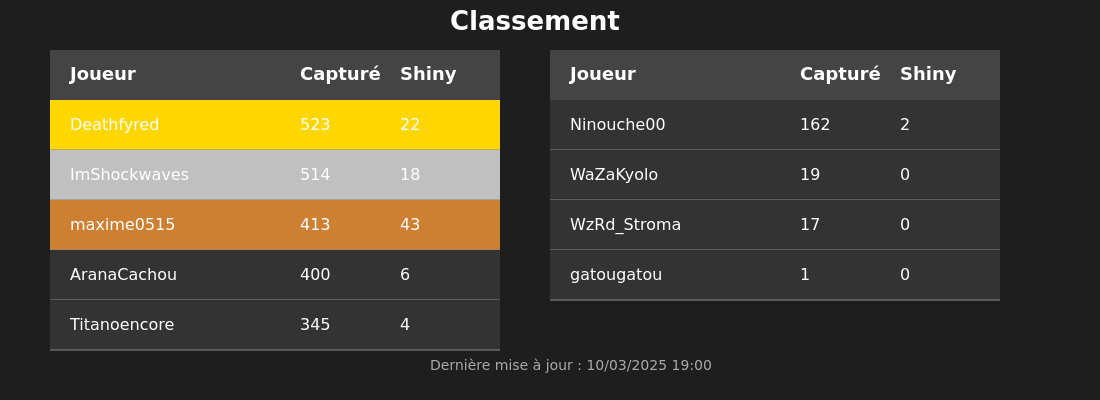 Classement
Joueur Capturé Shiny
Deathfyred 523 22
ImShockwaves 514 18
maxime0515 413 43
AranaCachou 400 6
Titanoencore 345 4
Joueur Capturé Shiny
Ninouche00 162 2
WaZaKyolo 19 0
WzRd_Stroma 17 0
gatougatou 1 0
Dernière mise à jour : 10/03/2025 19:00